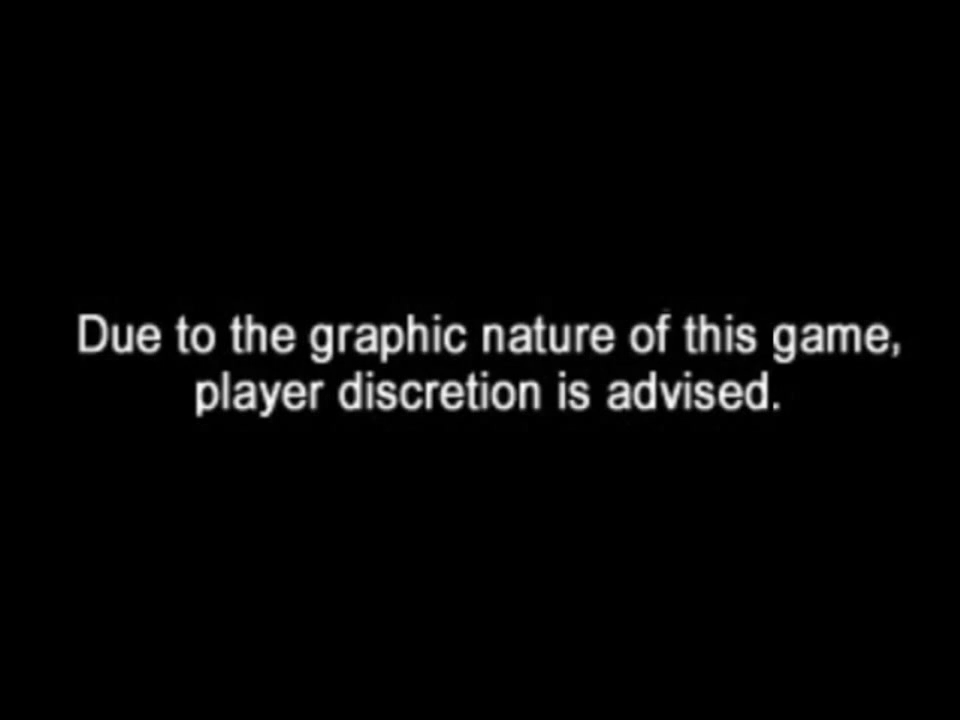 Due to the graphic nature of this game,
player discretion is advised.